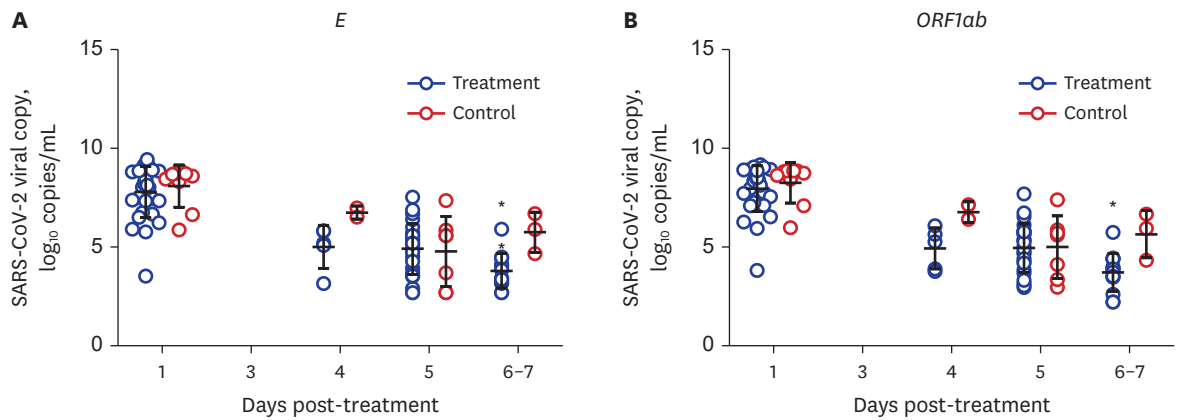 A
E
SARS-CoV-2 viral copy,
log₁₀ copies/mL
15
10
5
0
Treatment
Control
*
*
1
3
4
5
6–7
Days post-treatment
B
ORF1ab
SARS-CoV-2 viral copy,
log₁₀ copies/mL
15
10
5
0
Treatment
Control
*
1
3
4
5
6–7
Days post-treatment